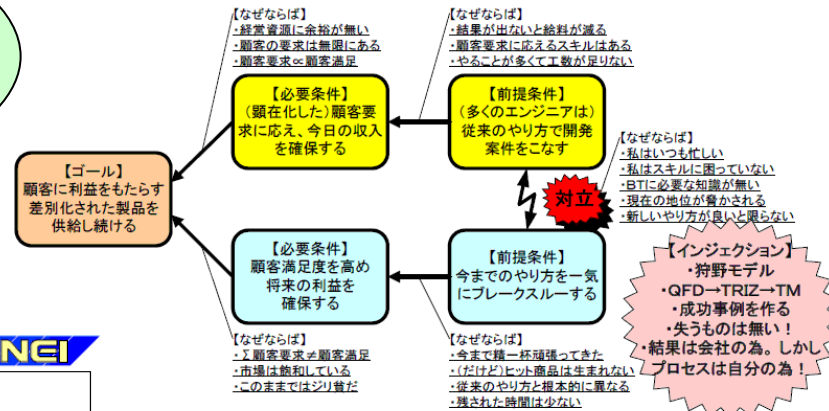 【なぜならば】
・経営資源に余裕が無い
・顧客の要求は無限にある
・顧客要求∝顧客満足
【なぜならば】
・結果が出ないと給料が減る
・顧客要求に応えるスキルはある
・やることが多くて工数が足りない
【必要条件】
(顕在化した)顧客要
求に応え、今日の収入
を確保する
【前提条件】
(多くのエンジニアは)
従来のやり方で開発
案件をこなす
【なぜならば】
・私はいつも忙しい
・私はスキルに困っていない
・BTに必要な知識が無い
・現在の地位が脅かされる
・新しいやり方が良いと限らない
【ゴール】
顧客に利益をもたらす
差別化された製品を
供給し続ける
対立
【必要条件】
顧客満足度を高め
将来の利益を
確保する
【前提条件】
今までのやり方を一気
にブレークスルーする
【インジェクション】
・狩野モデル
・QFD→TRIZ→TM
・成功事例を作る
・失うものは無い！
・結果は会社の為。しかし
プロセスは自分の為！
NEI
【なぜならば】
・Σ顧客要求≠顧客満足
・市場は飽和している
・このままではジリ貧だ
【なぜならば】
・今まで精一杯頑張ってきた
・(だけど)ヒット商品は生まれない
・従来のやり方と根本的に異なる
・残された時間は少ない